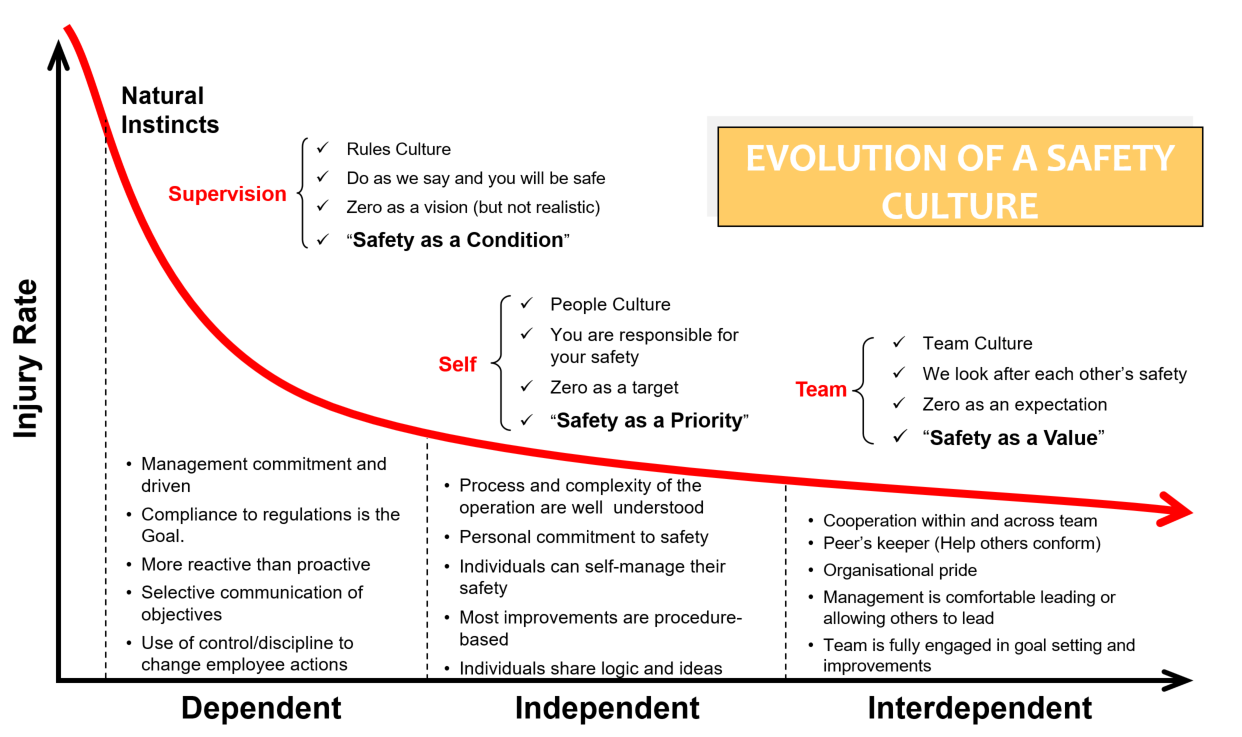 EVOLUTION OF A SAFETY
CULTURE
Injury Rate
Natural
Instincts
Supervision
✓ Rules Culture
✓ Do as we say and you will be safe
✓ Zero as a vision (but not realistic)
✓ “Safety as a Condition”
Self
✓ People Culture
✓ You are responsible for
your safety
✓ Zero as a target
✓ “Safety as a Priority”
Team
✓ Team Culture
✓ We look after each other’s safety
✓ Zero as an expectation
✓ “Safety as a Value”
• Management commitment and
driven
• Compliance to regulations is the
Goal.
• More reactive than proactive
• Selective communication of
objectives
• Use of control/discipline to
change employee actions
• Process and complexity of the
operation are well understood
• Personal commitment to safety
• Individuals can self-manage their
safety
• Most improvements are procedure-
based
• Individuals share logic and ideas
• Cooperation within and across team
• Peer’s keeper (Help others conform)
• Organisational pride
• Management is comfortable leading or
allowing others to lead
• Team is fully engaged in goal setting and
improvements
Dependent
Independent
Interdependent